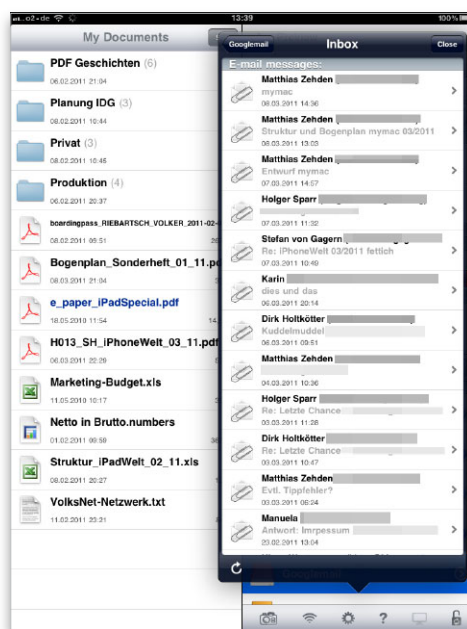 o2-de
13:39
100%
My Documents
PDF Geschichten (6)
06.02.2011 21:04
Planung IDG (3)
08.02.2011 10:44
Privat (3)
08.02.2011 10:46
Produktion (4)
06.02.2011 20:37
boardingpass_RIEBARTSCH_VOLKER_2011-02-
08.02.2011 09:51
Bogenplan_Sonderheft_01_11.pd
08.03.2011 21:04
e_paper_iPadSpecial.pdf
18.05.2010 11:54
H013_SH_iPhoneWelt_03_11.pdf
06.03.2011 22:29
Marketing-Budget.xls
11.05.2010 10:17
Netto in Brutto.numbers
01.02.2011 09:59
Struktur_iPadWelt_02_11.xls
08.02.2011 20:27
VolksNet-Netzwerk.txt
11.02.2011 23:21
Googlemail
Inbox
Close
E-mail messages:
Matthias Zehden
mymac
08.03.2011 14:36
Matthias Zehden
Struktur und Bogenplan mymac 03/2011
08.03.2011 13:03
Matthias Zehden
Entwurf mymac
07.03.2011 14:57
Holger Sparr
07.03.2011 11:32
Stefan von Gagern
Re: iPhoneWelt 03/2011 fettich
07.03.2011 10:49
Karin
dies und das
06.03.2011 20:14
Dirk Holtkötter
Kuddelmuddel
06.03.2011 09:51
Matthias Zehden
04.03.2011 10:36
Holger Sparr
Re: Letzte Chance
03.03.2011 11:28
Dirk Holtkötter
Re: Letzte Chance
03.03.2011 10:47
Matthias Zehden
Evtl. Tippfehler?
03.03.2011 06:24
Manuela
Antwort: Imrpessum
23.02.2011 13:04
Googlemail
?